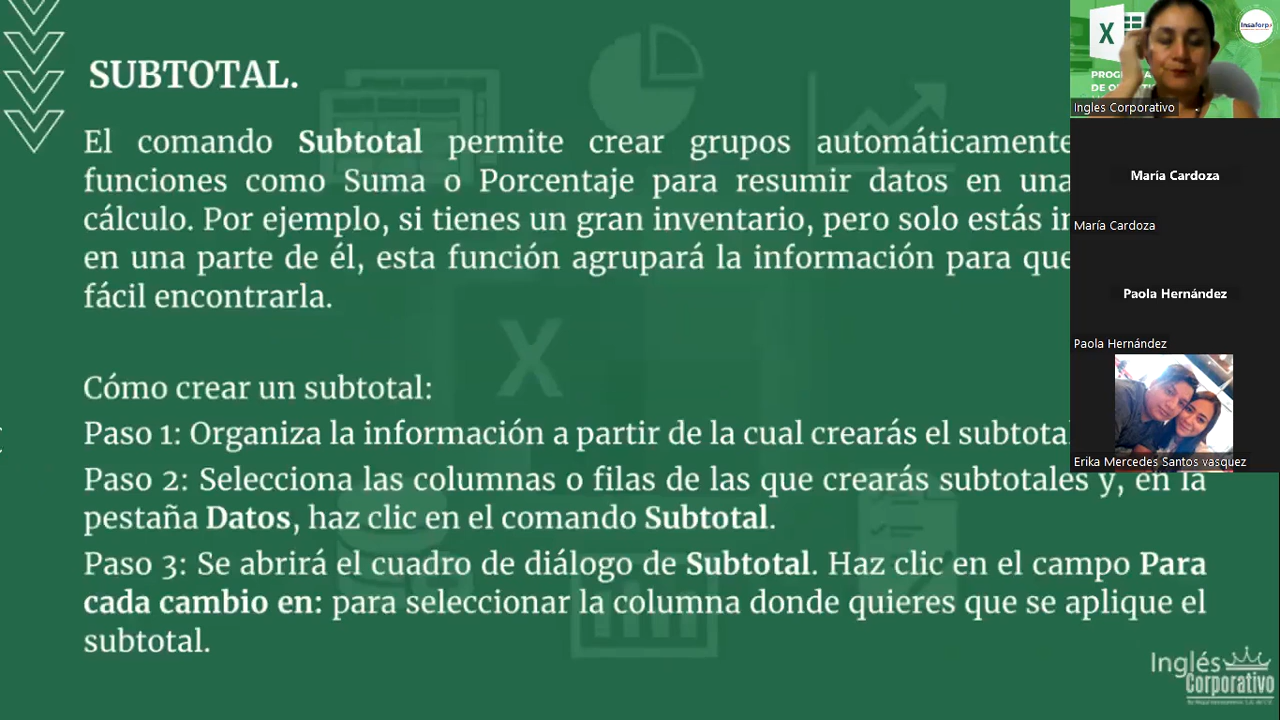 SUBTOTAL.
El comando Subtotal permite crear grupos automáticamente
funciones como Suma o Porcentaje para resumir datos en una
cálculo. Por ejemplo, si tienes un gran inventario, pero solo estás
en una parte de él, esta función agrupará la información para que
fácil encontrarla.
Cómo crear un subtotal:
Paso 1: Organiza la información a partir de la cual crearás el
Paso 2: Selecciona las columnas o filas de las que crearás subtotales y, en la
pestaña Datos, haz clic en el comando Subtotal.
Paso 3: Se abrirá el cuadro de diálogo de Subtotal. Haz clic en el campo Para
cada cambio en: para seleccionar la columna donde quieres que se aplique el
subtotal.
X
X
Insaforp
DE
Ingles Corporativo
María Cardoza
María Cardoza
Paola Hernández
Paola Hernández
Erika Mercedes Santos vasquez
Inglés
Corporativo